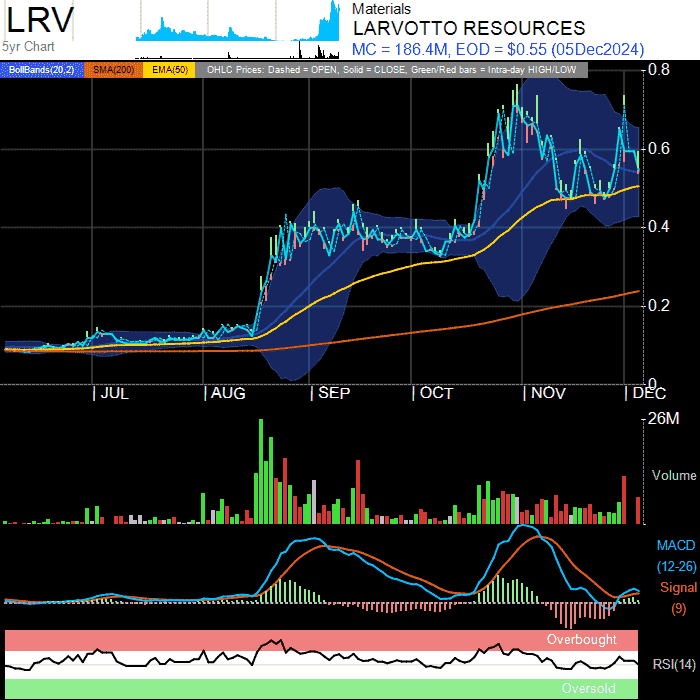 LRV
5yr Chart
Materials
LARVOTTO RESOURCES
MC = 186.4M, EOD = $0.55 (05Dec2024)
BollBands(20,2) SMA(200) EMA(50) OHLC Prices: Dashed = OPEN, Solid = CLOSE, Green/Red bars = Intra-day HIGH/LOW
0.8
0.6
0.4
0.2
0
JUL AUG SEP OCT NOV DEC
26M
Volume
MACD
(12-26)
Signal
(9)
Overbought
RSI(14)
Oversold